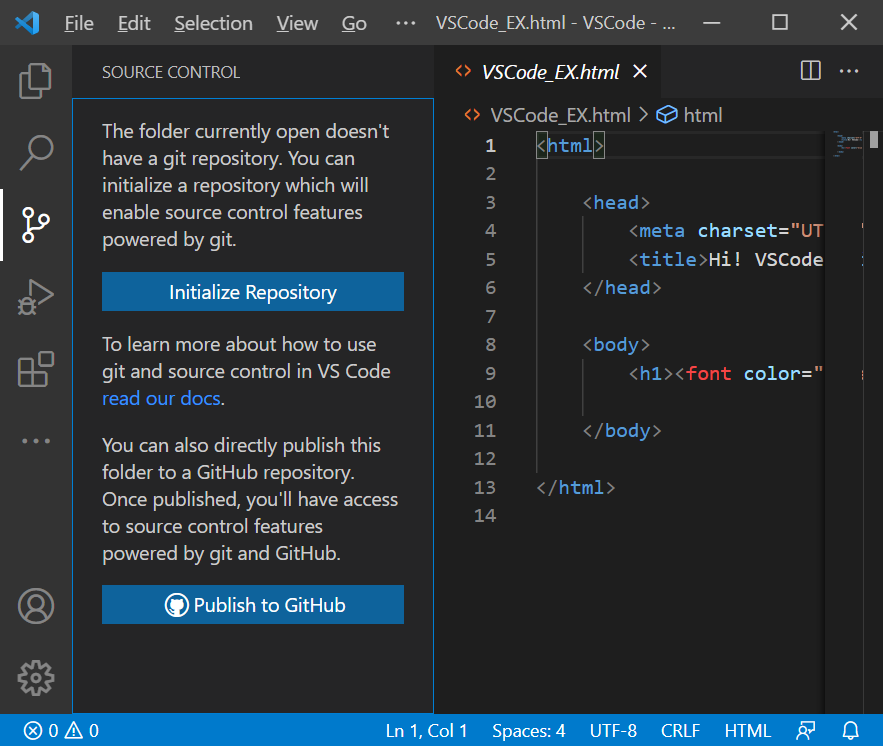 File Edit Selection View Go ··· VSCode_EX.html - VSCode - ...
SOURCE CONTROL
The folder currently open doesn't
have a git repository. You can
initialize a repository which will
enable source control features
powered by git.
Initialize Repository
To learn more about how to use
git and source control in VS Code
read our docs.
You can also directly publish this
folder to a GitHub repository.
Once published, you'll have access
to source control features
powered by git and GitHub.
Publish to GitHub
<> VSCode_EX.html
<> VSCode_EX.html > html
1 <html>
2
3 <head>
4 <meta charset="UT
5 <title>Hi! VSCode
6 </head>
7
8 <body>
9 <h1><font color="
10
11 </body>
12
13 </html>
14
0 0 Ln 1, Col 1 Spaces: 4 UTF-8 CRLF HTML